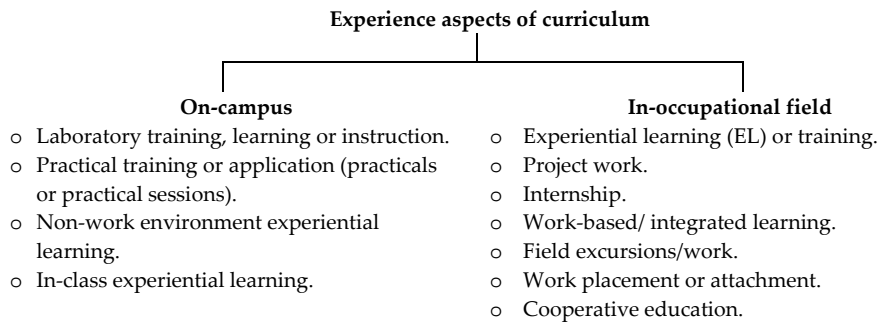 Experience aspects of curriculum
On-campus
o Laboratory training, learning or instruction.
o Practical training or application (practicals
or practical sessions).
o Non-work environment experiential
learning.
o In-class experiential learning.
In-occupational field
o Experiential learning (EL) or training.
o Project work.
o Internship.
o Work-based/ integrated learning.
o Field excursions/work.
o Work placement or attachment.
o Cooperative education.